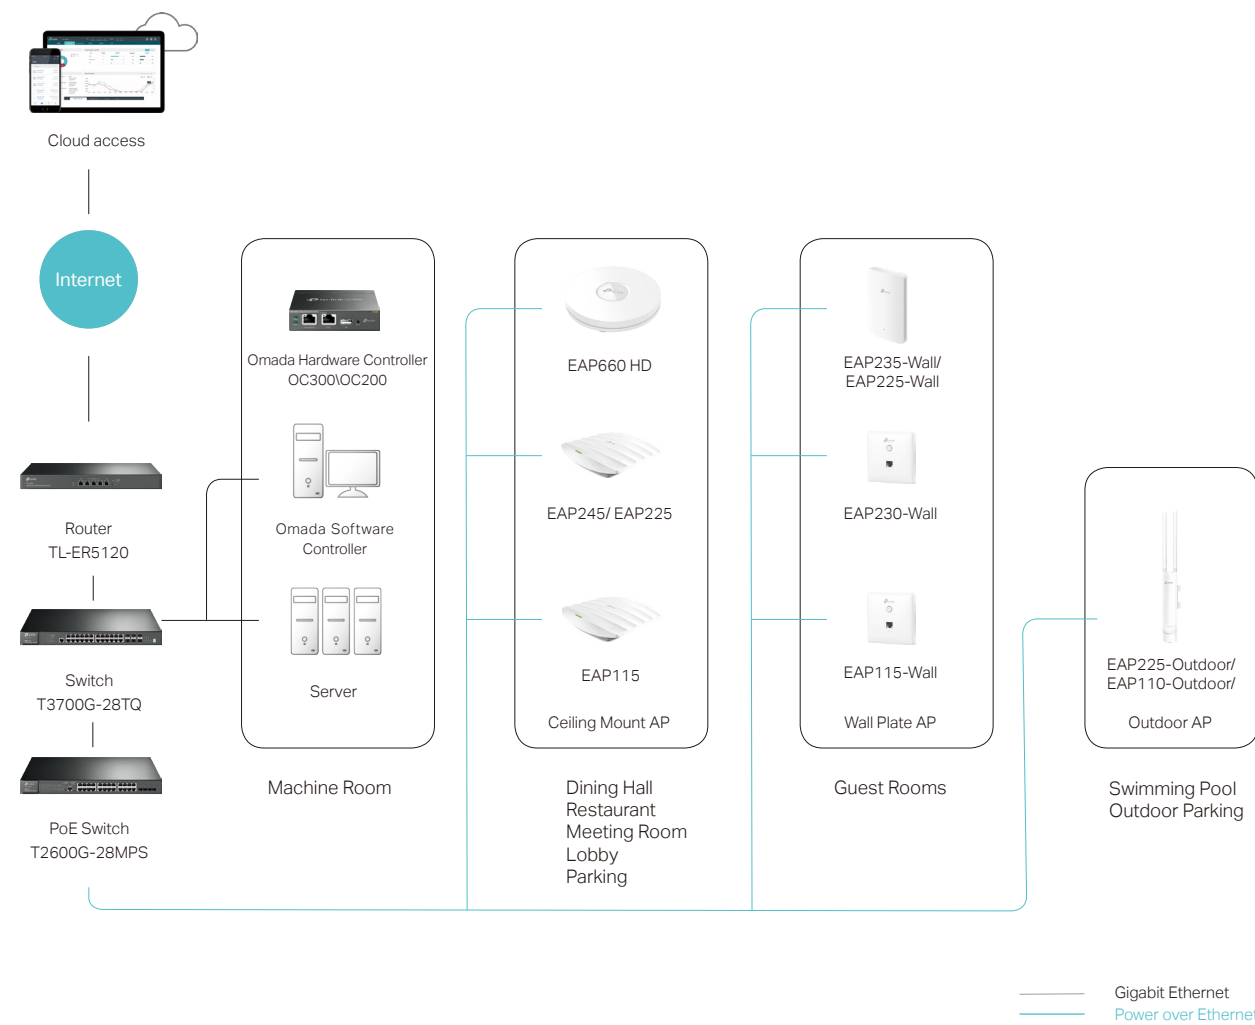 Cloud access
Internet
Router
TL-ER5120
Switch
T3700G-28TQ
PoE Switch
T2600G-28MPS
Omada Hardware Controller
OC300\OC200
Omada Software
Controller
Server
Machine Room
EAP660 HD
EAP245/ EAP225
EAP115
Ceiling Mount AP
Dining Hall
Restaurant
Meeting Room
Lobby
Parking
EAP235-Wall/
EAP225-Wall
EAP230-Wall
EAP115-Wall
Wall Plate AP
Guest Rooms
EAP225-Outdoor/
EAP110-Outdoor/
Outdoor AP
Swimming Pool
Outdoor Parking
Gigabit Ethernet
Power over Ethernet